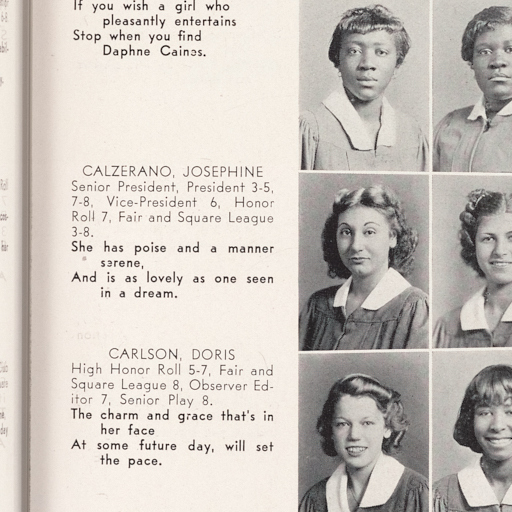 If you wish a girl who
pleasantly entertains
Stop when you find
Daphne Caines.
CALZERANO, JOSEPHINE
Senior President, President 3-5,
7-8, Vice-President 6, Honor
Roll 7, Fair and Square League
3-8.
She has poise and a manner
serene,
And is as lovely as one seen
in a dream.
CARLSON, DORIS
High Honor Roll 5-7, Fair and
Square League 8, Observer Ed-
itor 7, Senior Play 8.
The charm and grace that's in
her face
At some future day, will set
the pace.